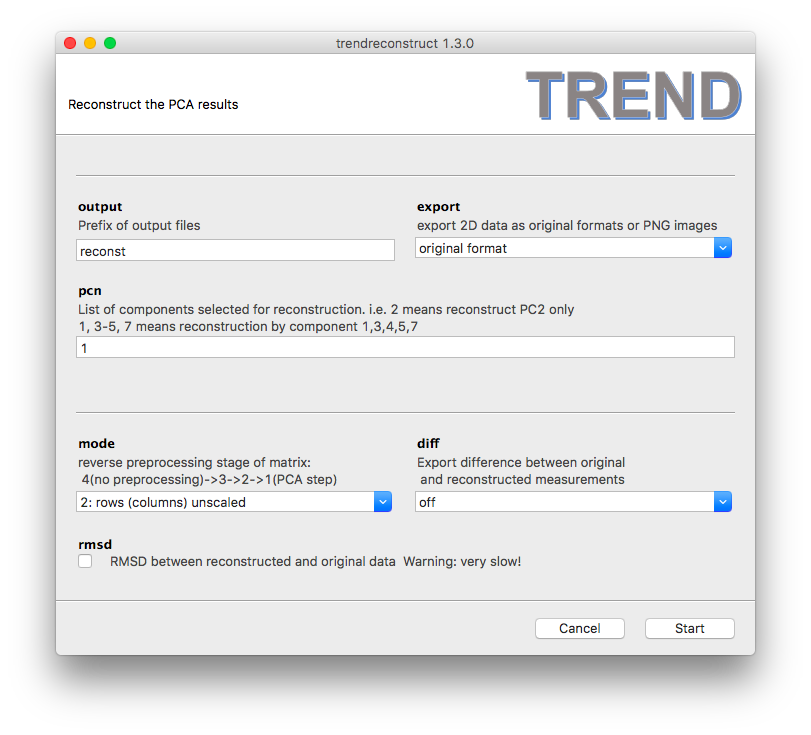 trendreconstruct 1.3.0
Reconstruct the PCA results
TREND
output
Prefix of output files
reconst
export
export 2D data as original formats or PNG images
original format
pcn
List of components selected for reconstruction. i.e. 2 means reconstruct PC2 only
1, 3-5, 7 means reconstruction by component 1,3,4,5,7
1
mode
reverse preprocessing stage of matrix:
4(no preprocessing)->3->2->1(PCA step)
2: rows (columns) unscaled
diff
Export difference between original
and reconstructed measurements
off
rmsd
RMSD between reconstructed and original data  Warning: very slow!
Cancel
Start